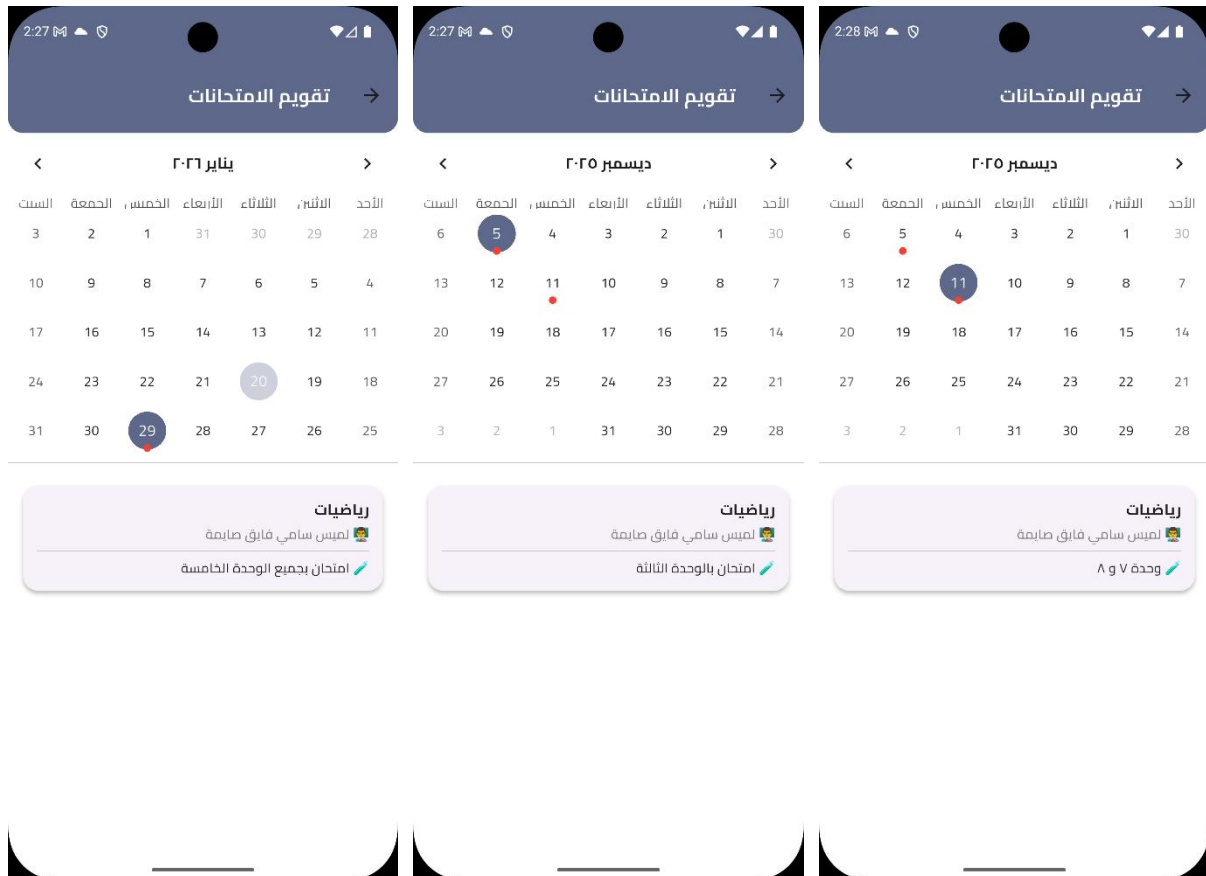 2:27
تقويم الامتحانات
يناير ٢٠٢٦
الأحد الاثنين الثلاثاء الأربعاء الخميس الجمعة السبت
28 29 30 31 1 2 3
4 5 6 7 8 9 10
11 12 13 14 15 16 17
18 19 20 21 22 23 24
25 26 27 28 29 30 31
رياضيات
لميس سامي فايق صايمة
امتحان بجميع الوحدة الخامسة
2:27
تقويم الامتحانات
ديسمبر ٢٠٢٥
الأحد الاثنين الثلاثاء الأربعاء الخميس الجمعة السبت
30 1 2 3 4 5 6
7 8 9 10 11 12 13
14 15 16 17 18 19 20
21 22 23 24 25 26 27
28 29 30 31 1 2 3
رياضيات
لميس سامي فايق صايمة
امتحان بالوحدة الثالثة
2:28
تقويم الامتحانات
ديسمبر ٢٠٢٥
الأحد الاثنين الثلاثاء الأربعاء الخميس الجمعة السبت
30 1 2 3 4 5 6
7 8 9 10 11 12 13
14 15 16 17 18 19 20
21 22 23 24 25 26 27
28 29 30 31 1 2 3
رياضيات
لميس سامي فايق صايمة
وحدة ٧ و ٨